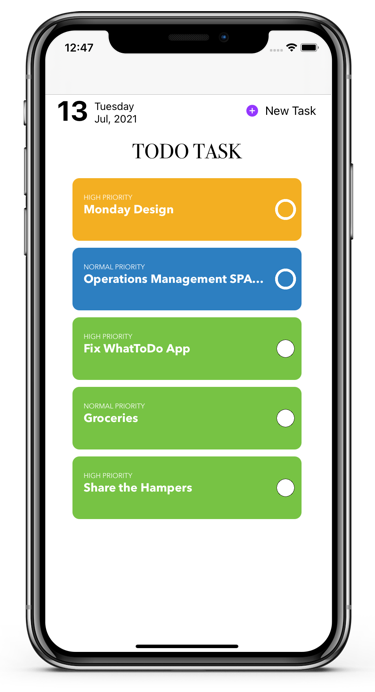 12:47
13
Tuesday
Jul, 2021
New Task
TODO TASK
HIGH PRIORITY
Monday Design
NORMAL PRIORITY
Operations Management SPA...
HIGH PRIORITY
Fix WhatToDo App
NORMAL PRIORITY
Groceries
HIGH PRIORITY
Share the Hampers